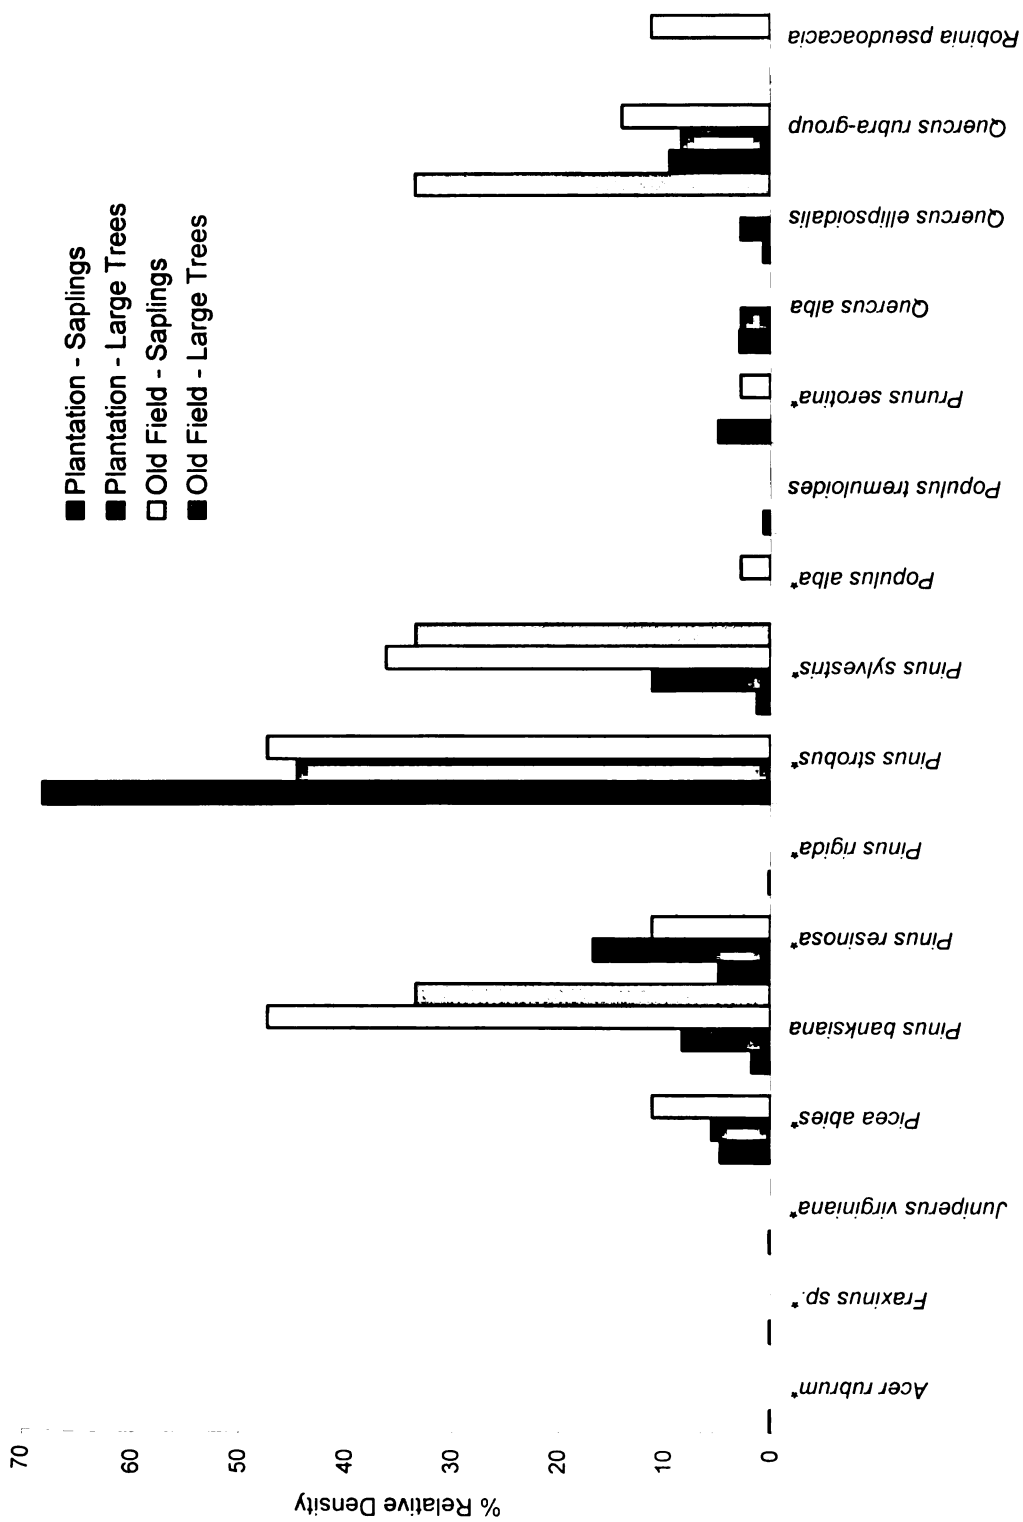 % Relative Density
70
60
50
40
30
20
10
0
Plantation - Saplings
Plantation - Large Trees
Old Field - Saplings
Old Field - Large Trees
Acer rubrum*
Fraxinus sp.*
Juniperus virginiana*
Picea abies*
Pinus banksiana
Pinus resinosa*
Pinus rigida*
Pinus strobus*
Pinus sylvestris*
Populus alba*
Populus tremuloides
Prunus serotina*
Quercus alba
Quercus ellipsoidalis
Quercus rubra-group
Robinia pseudoacacia